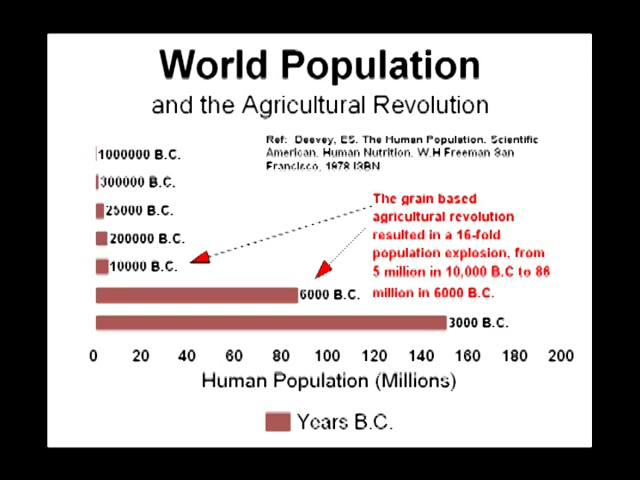 World Population
and the Agricultural Revolution
Ref: Deevey, ES. The Human Population. Scientific
American. Human Nutrition. W.H Freeman San
Francisco, 1978 ISBN
1000000 B.C.
300000 B.C.
25000 B.C.
200000 B.C.
10000 B.C.
6000 B.C.
3000 B.C.
The grain based
agricultural revolution
resulted in a 16-fold
population explosion, from
5 million in 10,000 B.C to 86
million in 6000 B.C.
0 20 40 60 80 100 120 140 160 180 200
Human Population (Millions)
Years B.C.